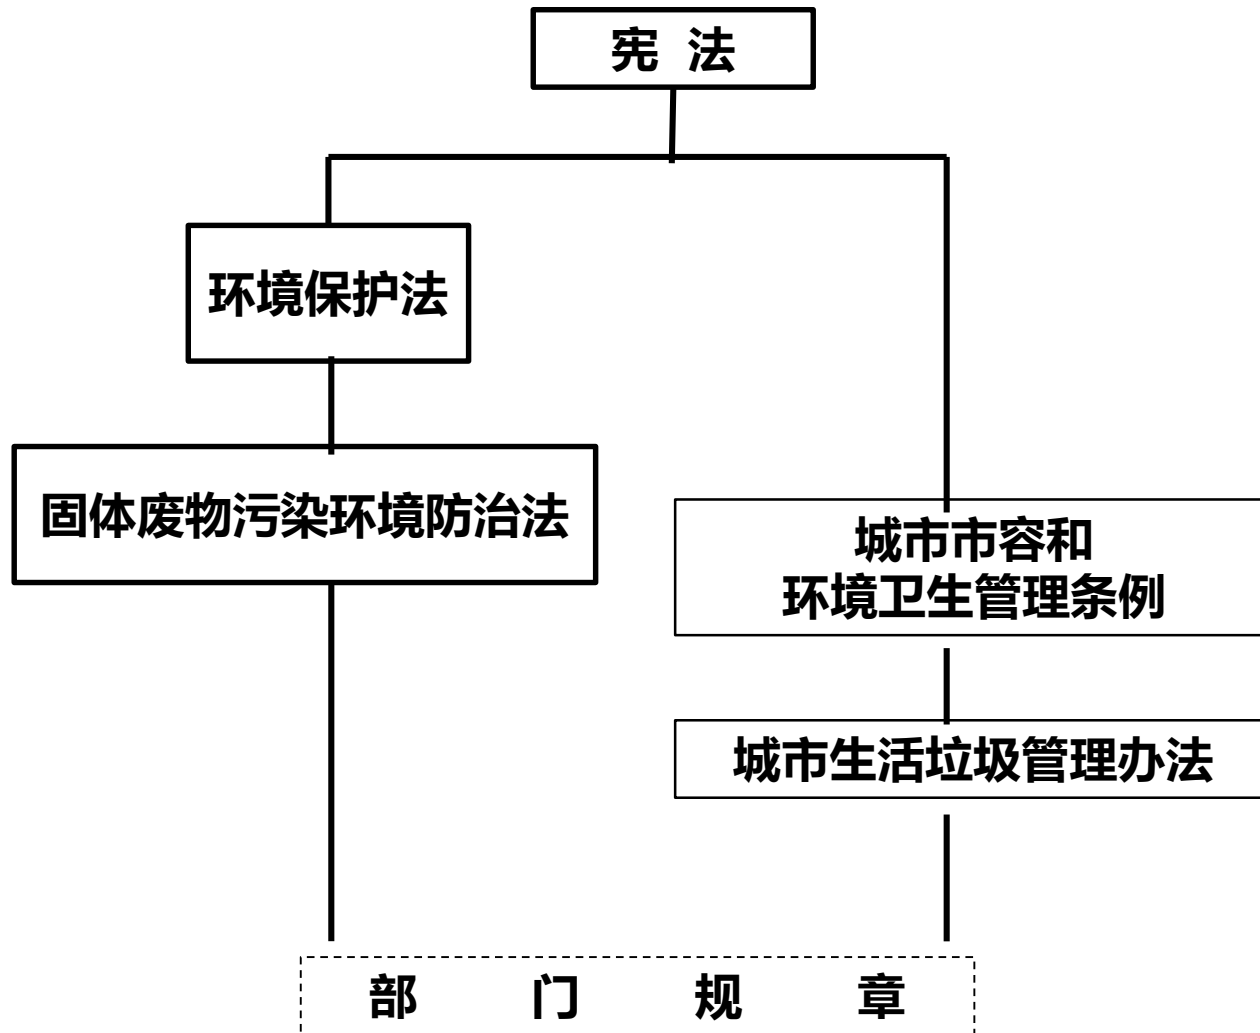 宪 法
环境保护法
固体废物污染环境防治法
城市市容和
环境卫生管理条例
城市生活垃圾管理办法
部 门 规 章